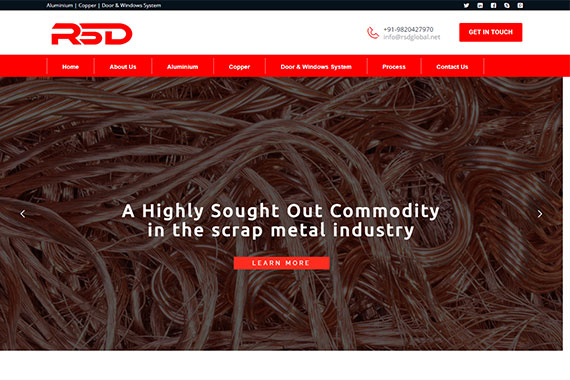 Aluminium | Copper | Door & Windows System
RSD
+91-9820427970
info@rsdglobal.net
GET IN TOUCH
Home
About Us
Aluminium
Copper
Door & Windows System
Process
Contact Us
A Highly Sought Out Commodity
in the scrap metal industry
LEARN MORE